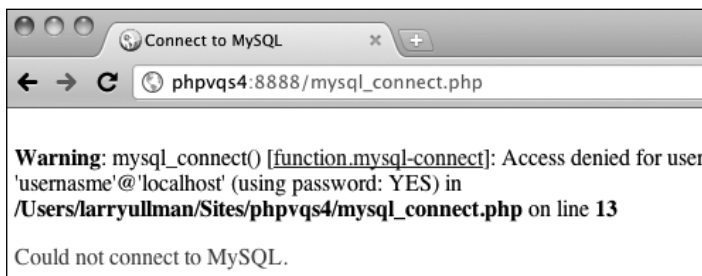 Connect to MySQL
phpvqs4:8888/mysql_connect.php
Warning: mysql_connect() [function.mysql-connect]: Access denied for user
'usernasme'@'localhost' (using password: YES) in
/Users/larryullman/Sites/phpvqs4/mysql_connect.php on line 13
Could not connect to MySQL.